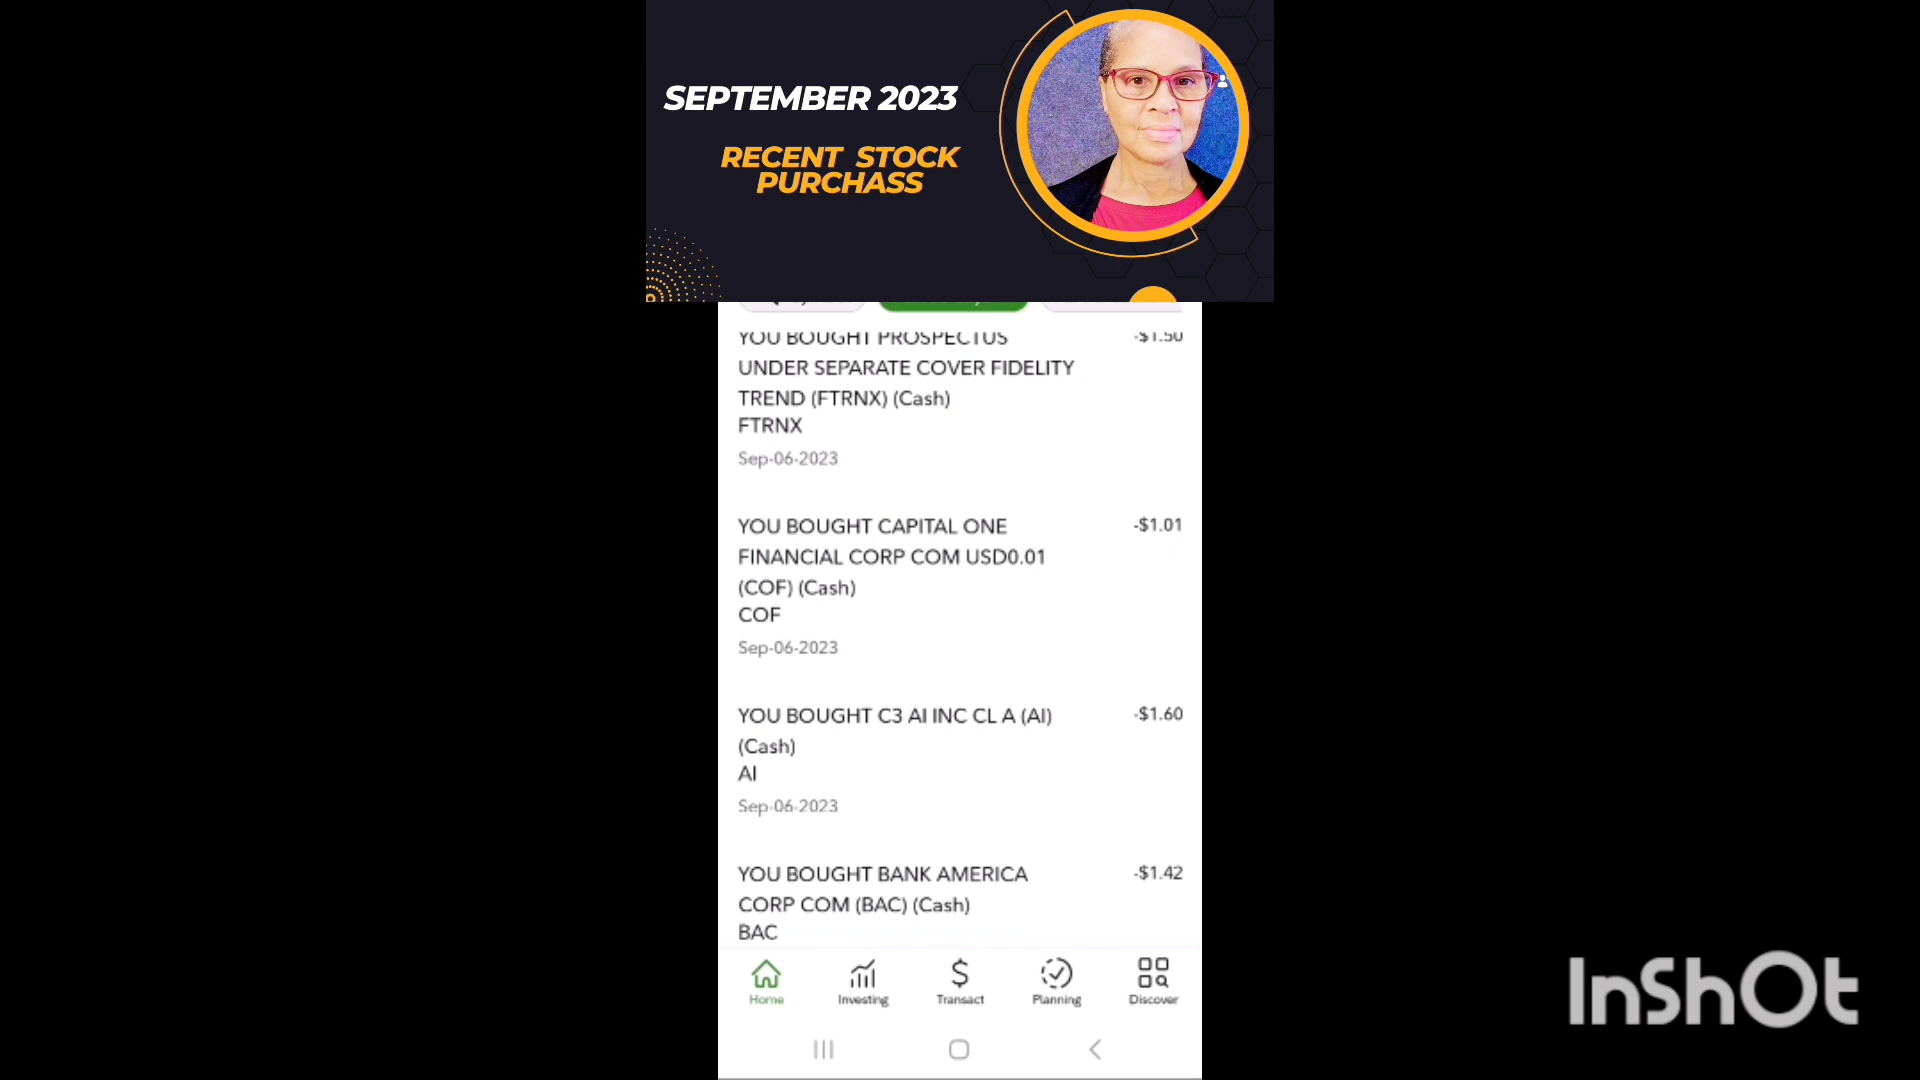 SEPTEMBER 2023
RECENT STOCK
PURCHASS
YOU BOUGHT PROSPECTUS -$1.50
UNDER SEPARATE COVER FIDELITY
TREND (FTRNX) (Cash)
FTRNX
Sep-06-2023
YOU BOUGHT CAPITAL ONE -$1.01
FINANCIAL CORP COM USD0.01
(COF) (Cash)
COF
Sep-06-2023
YOU BOUGHT C3 AI INC CL A (AI) -$1.60
(Cash)
AI
Sep-06-2023
YOU BOUGHT BANK AMERICA -$1.42
CORP COM (BAC) (Cash)
BAC
Home Investing Transact Planning Discover
InShOt